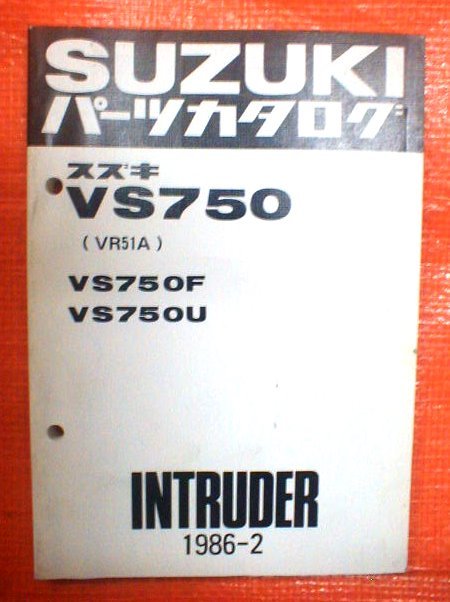 SUZUKI
パーツカタログ
スズキ
VS750
( VR51A )
VS750F
VS750U
INTRUDER
1986-2